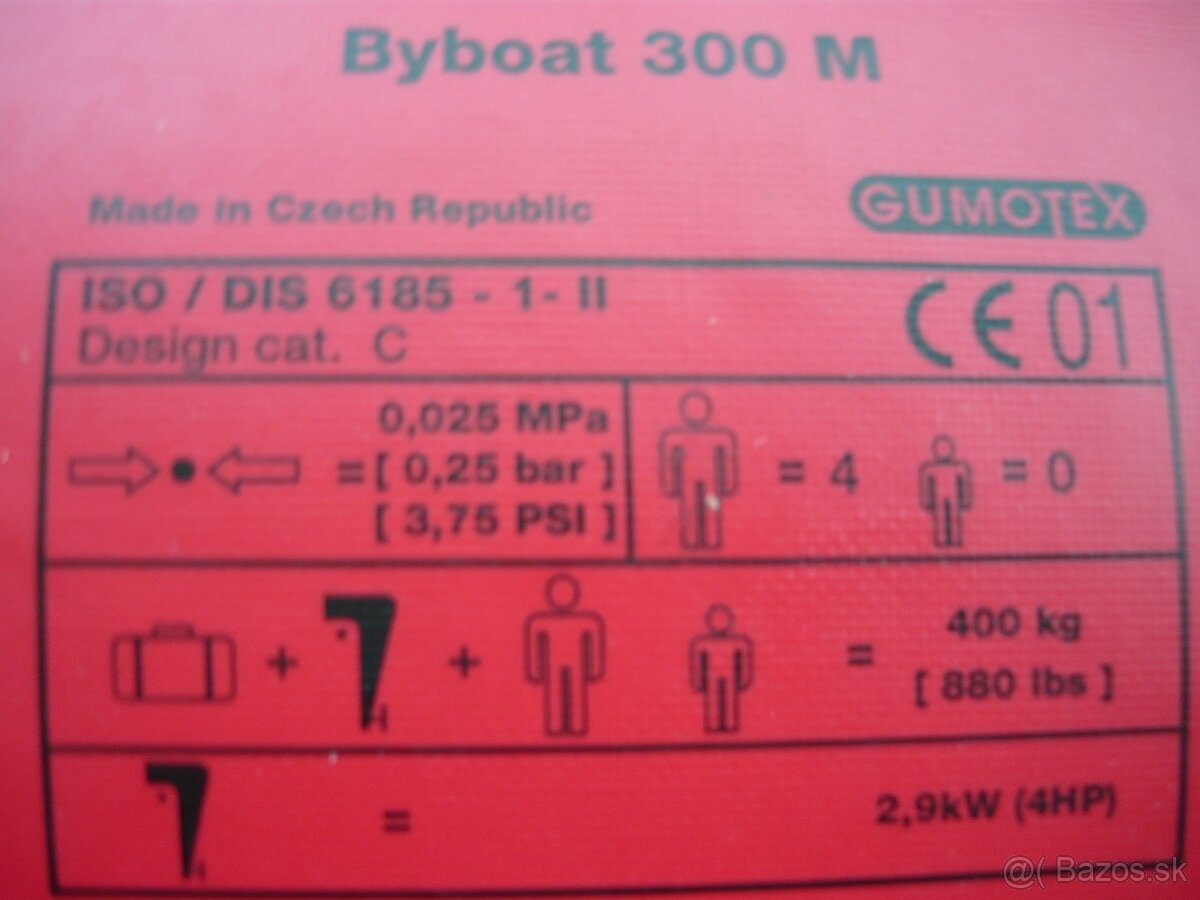 Byboat 300 M
Made in Czech Republic
GUMOTEX
ISO / DIS 6185 - 1- II
Design cat. C
CE 01
0,025 MPa
=[ 0,25 bar ]
[ 3,75 PSI ]
= 4
= 0
+ + =
400 kg
[ 880 lbs ]
= 2,9kW (4HP)
@( Bazos.sk